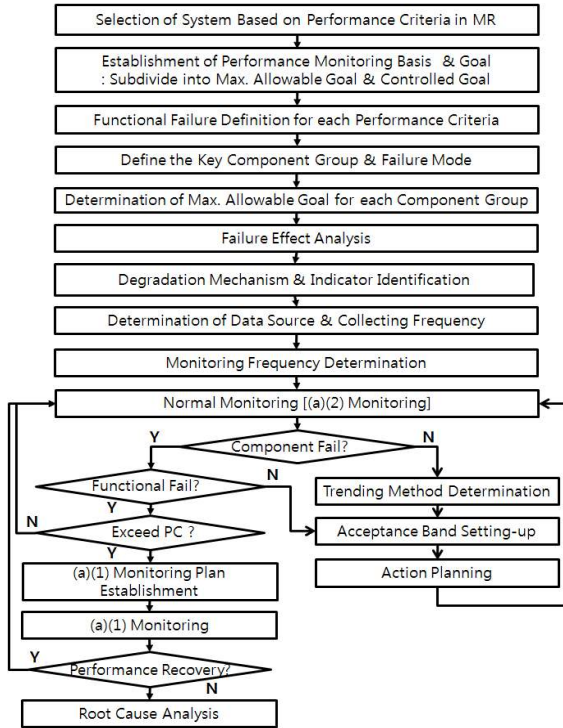 Selection of System Based on Performance Criteria in MR
Establishment of Performance Monitoring Basis & Goal
: Subdivide into Max. Allowable Goal & Controlled Goal
Functional Failure Definition for each Performance Criteria
Define the Key Component Group & Failure Mode
Determination of Max. Allowable Goal for each Component Group
Failure Effect Analysis
Degradation Mechanism & Indicator Identification
Determination of Data Source & Collecting Frequency
Monitoring Frequency Determination
Normal Monitoring [(a)(2) Monitoring]
Y
Component Fail?
N
Functional Fail?
N
Trending Method Determination
Y
N
Exceed PC ?
Acceptance Band Setting-up
Y
(a)(1) Monitoring Plan
Establishment
Action Planning
(a)(1) Monitoring
Y
Performance Recovery?
N
Root Cause Analysis